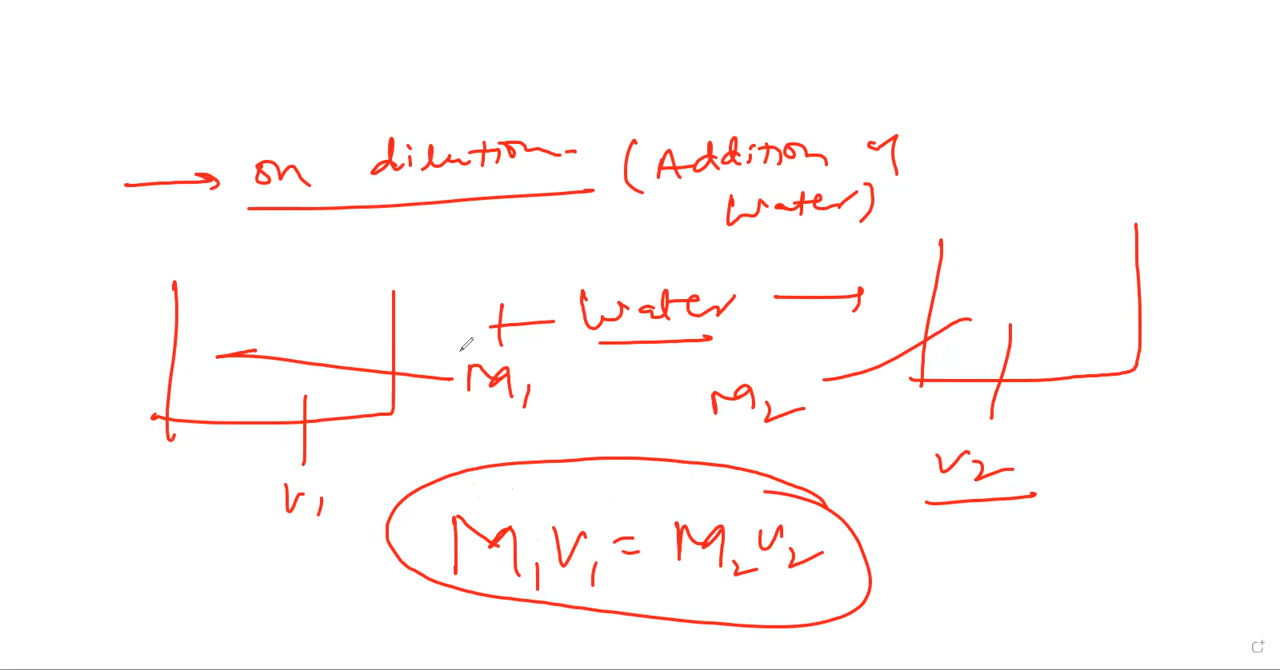 → on dilution - (Addition of
water)
+ water →
M₁ M₂
V₁ V₂
M₁V₁ = M₂V₂